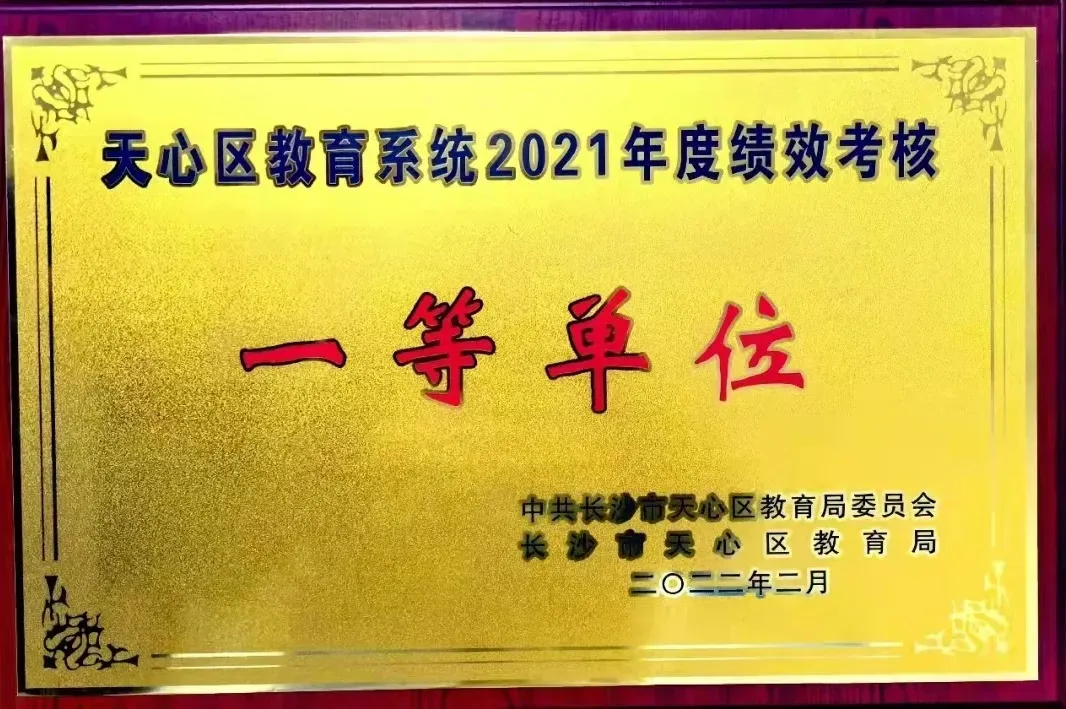 天心区教育系统2021年度绩效考核
一等单位
中共长沙市天心区教育局委员会
长沙市天心区教育局
二〇二二年二月